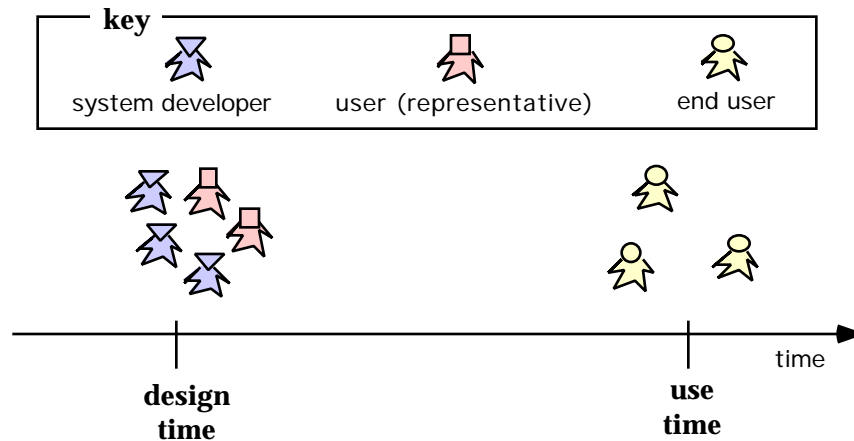 key
system developer
user (representative)
end user
time
design
time
use
time